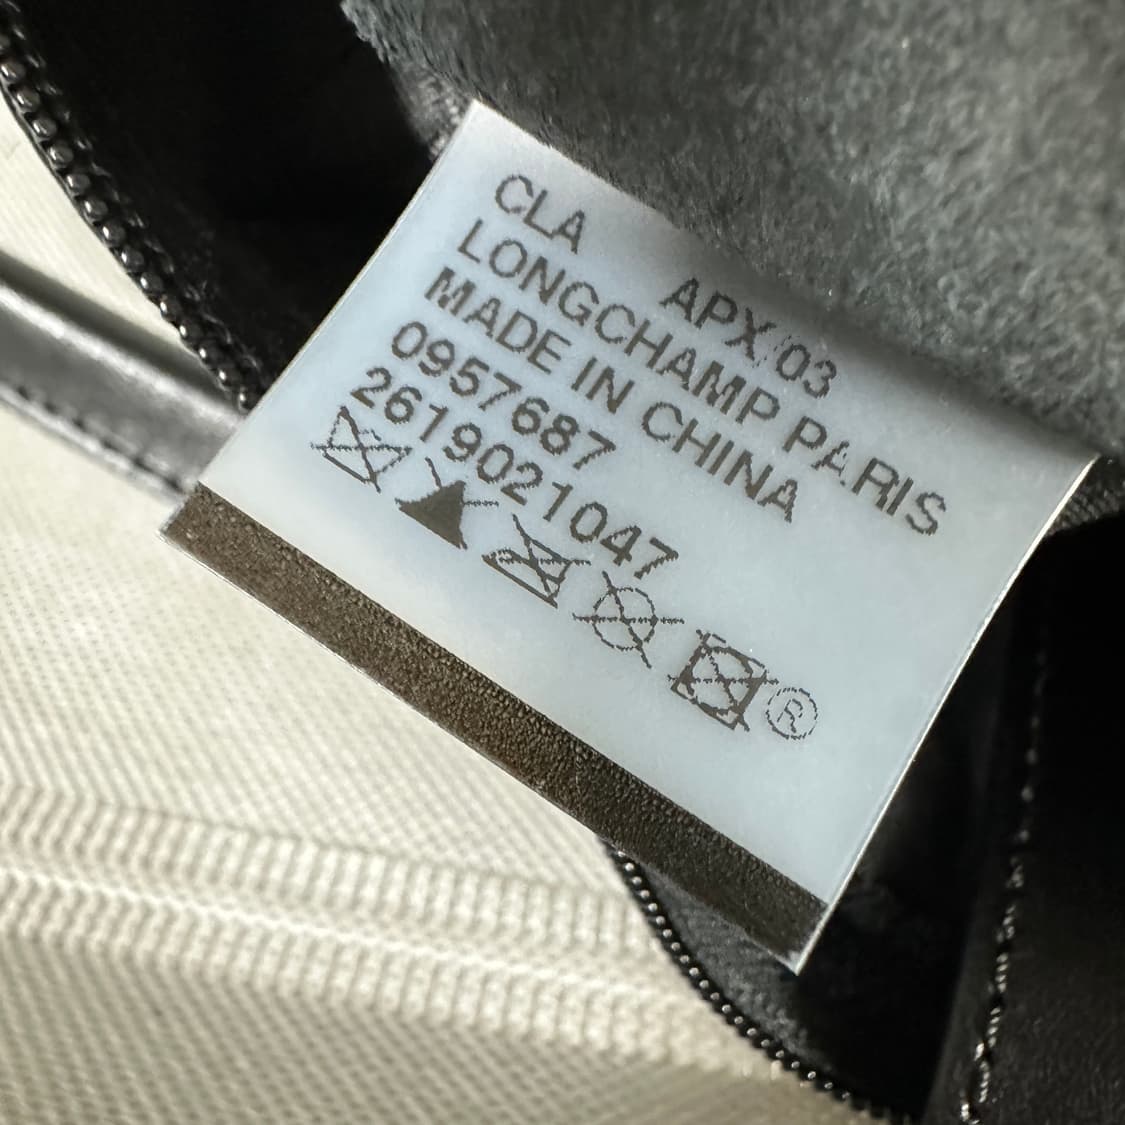 CLA APX 03
LONGCHAMP PARIS
MADE IN CHINA
0957687
2619021047
®